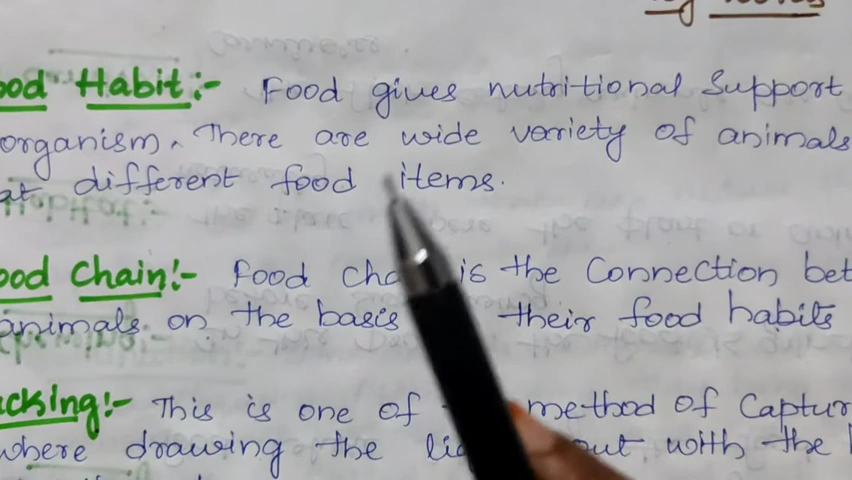 ood Habit:- Food gives nutritional Support
organism. There are wide variety of animals
at different food items.
ood Chain:- Food is the Connection bet
animals on the basis their food habits
cking:- This is one of method of Captur
where drawing the out with the